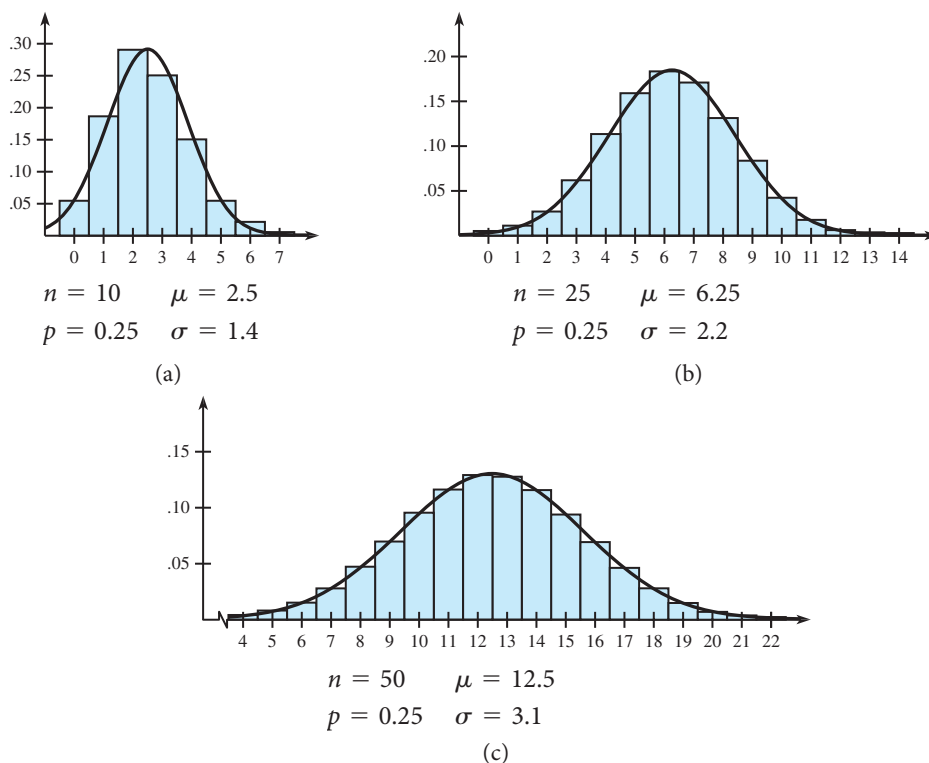 .30
.25
.20
.15
.10
.05
0 1 2 3 4 5 6 7
n = 10 μ = 2.5
p = 0.25 σ = 1.4
(a)
.20
.15
.10
.05
0 1 2 3 4 5 6 7 8 9 10 11 12 13 14
n = 25 μ = 6.25
p = 0.25 σ = 2.2
(b)
.15
.10
.05
4 5 6 7 8 9 10 11 12 13 14 15 16 17 18 19 20 21 22
n = 50 μ = 12.5
p = 0.25 σ = 3.1
(c)